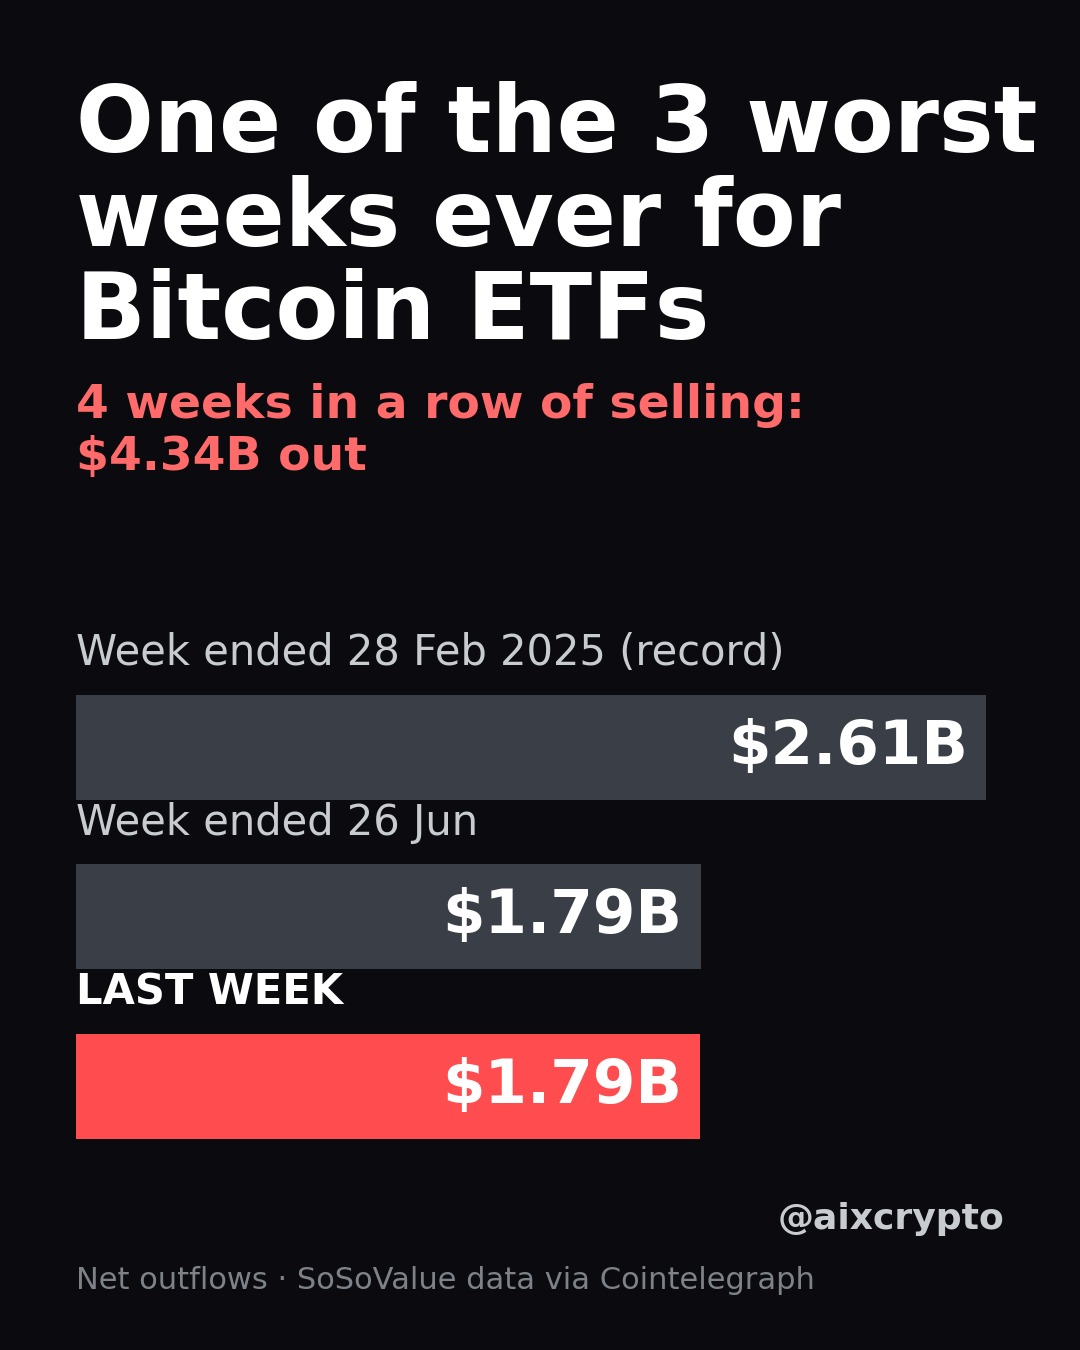 One of the 3 worst
weeks ever for
Bitcoin ETFs
4 weeks in a row of selling:
$4.34B out
Week ended 28 Feb 2025 (record)
$2.61B
Week ended 26 Jun
$1.79B
LAST WEEK
$1.79B
@aixcrypto
Net outflows · SoSoValue data via Cointelegraph